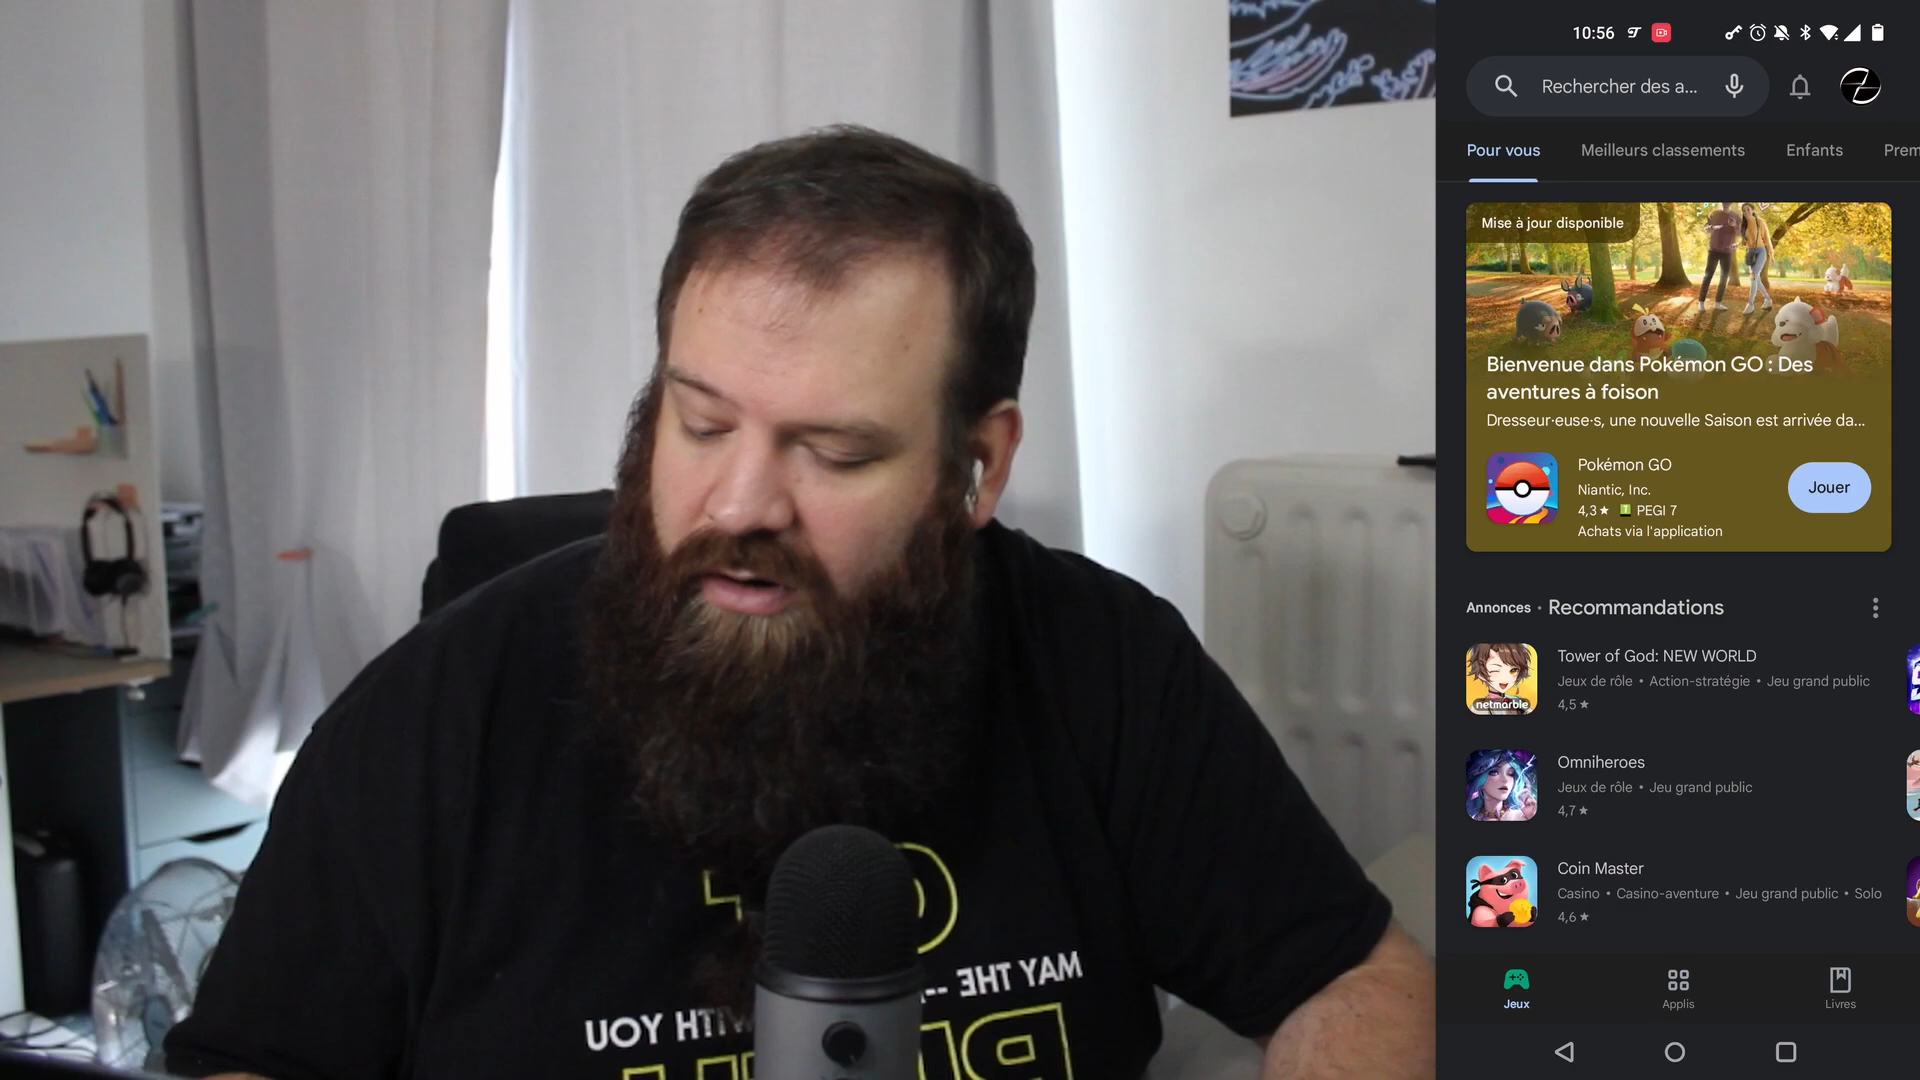 10:56
Rechercher des a...
Pour vous
Meilleurs classements
Enfants
Prem
Mise à jour disponible
Bienvenue dans Pokémon GO : Des
aventures à foison
Dresseur·euse·s, une nouvelle Saison est arrivée da...
Pokémon GO
Niantic, Inc.
4,3★ PEGI 7
Achats via l'application
Jouer
Annonces • Recommandations
netmarble
Tower of God: NEW WORLD
Jeux de rôle • Action-stratégie • Jeu grand public
4,5★
Omniheroes
Jeux de rôle • Jeu grand public
4,7★
Coin Master
Casino • Casino-aventure • Jeu grand public • Solo
4,6★
Jeux
Applis
Livres
MAY THE --
WITH YOU